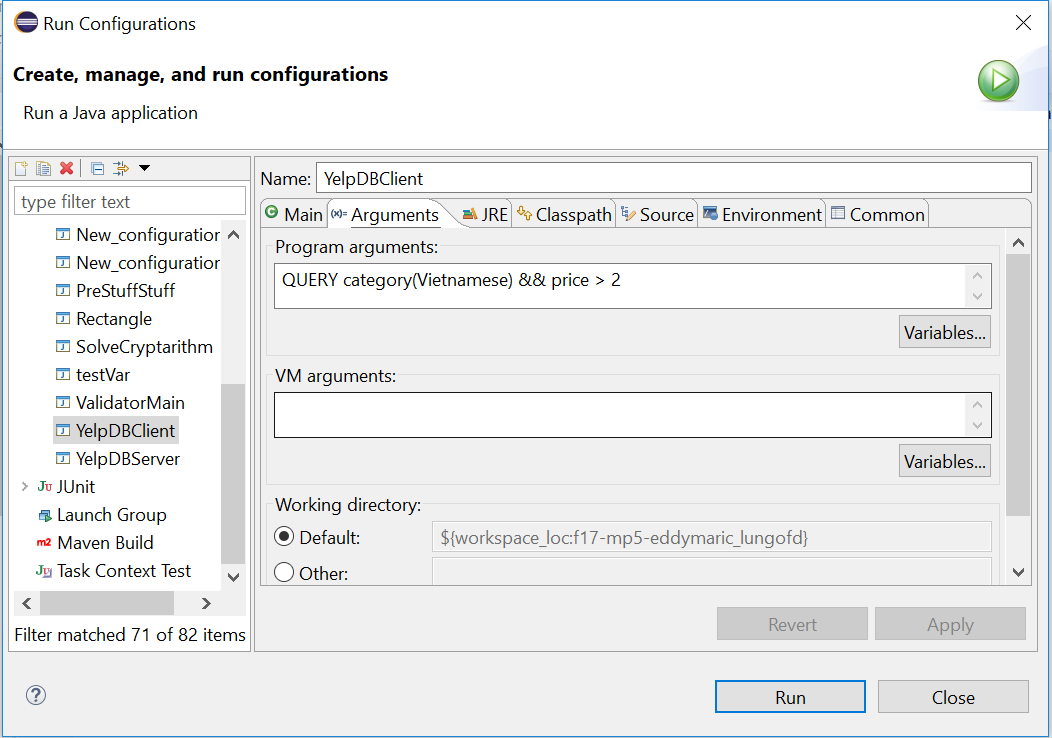 Run Configurations
Create, manage, and run configurations
Run a Java application
type filter text
New_configuration
New_configuration
PreStuffStuff
Rectangle
SolveCryptarithm
testVar
ValidatorMain
YelpDBClient
YelpDBServer
JUnit
Launch Group
Maven Build
Task Context Test
Filter matched 71 of 82 items
Name: YelpDBClient
Main Arguments JRE Classpath Source Environment Common
Program arguments:
QUERY category(Vietnamese) && price > 2
Variables...
VM arguments:
Variables...
Working directory:
Default: ${workspace_loc:f17-mp5-eddymaric_lungofd}
Other:
Revert Apply
Run Close